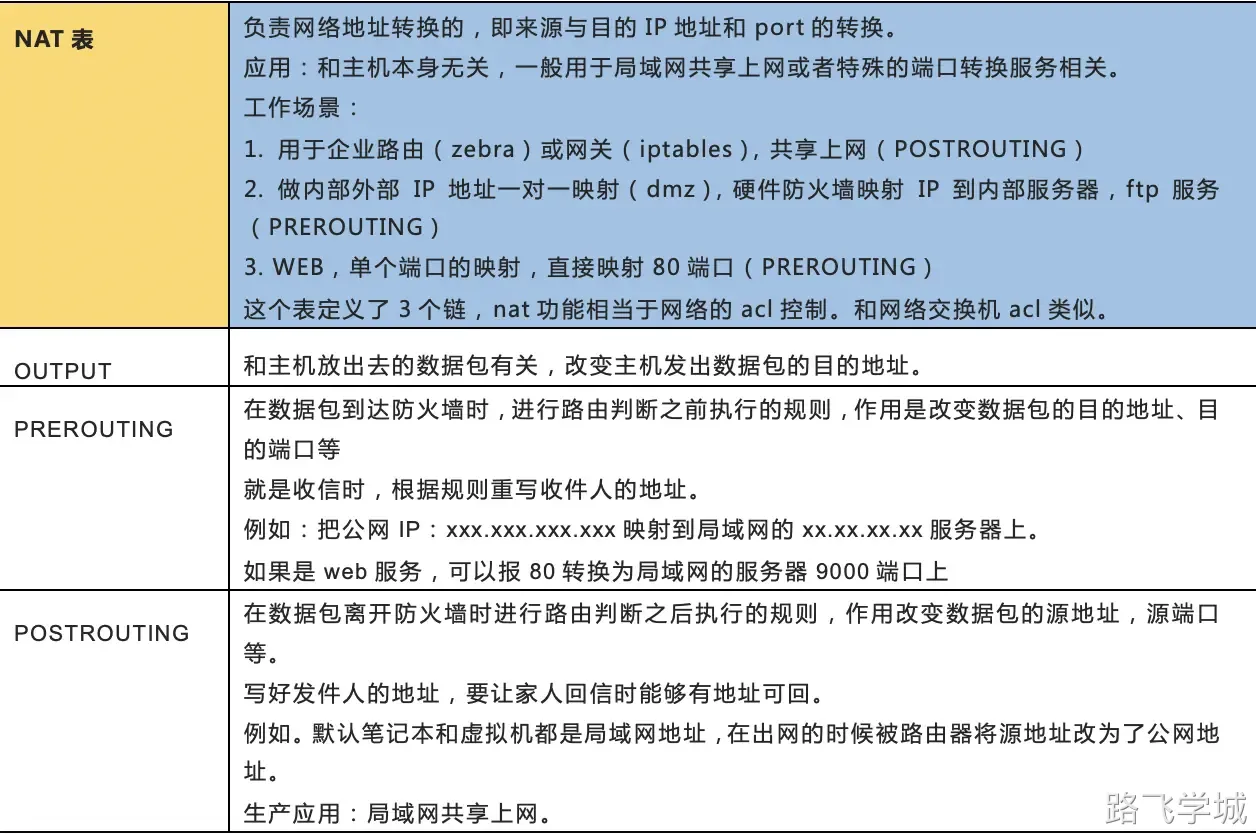 NAT 表
负责网络地址转换的，即来源与目的 IP 地址和 port 的转换。
应用：和主机本身无关，一般用于局域网共享上网或者特殊的端口转换服务相关。
工作场景：
1. 用于企业路由（zebra）或网关（iptables），共享上网（POSTROUTING）
2. 做内部外部 IP 地址一对一映射（dmz），硬件防火墙映射 IP 到内部服务器，ftp 服务
（PREROUTING）
3. WEB，单个端口的映射，直接映射 80 端口（PREROUTING）
这个表定义了 3 个链，nat 功能相当于网络的 acl 控制。和网络交换机 acl 类似。
OUTPUT
和主机放出去的数据包有关，改变主机发出数据包的目的地址。
PREROUTING
在数据包到达防火墙时，进行路由判断之前执行的规则，作用是改变数据包的目的地址、目
的端口等
就是收信时，根据规则重写收件人的地址。
例如：把公网 IP：xxx.xxx.xxx.xxx 映射到局域网的 xx.xx.xx.xx 服务器上。
如果是 web 服务，可以报 80 转换为局域网的服务器 9000 端口上
POSTROUTING
在数据包离开防火墙时进行路由判断之后执行的规则，作用改变数据包的源地址，源端口
等。
写好发件人的地址，要让家人回信时能够有地址可回。
例如。默认笔记本和虚拟机都是局域网地址，在出网的时候被路由器将源地址改为了公网地
址。
生产应用：局域网共享上网。
路飞学城